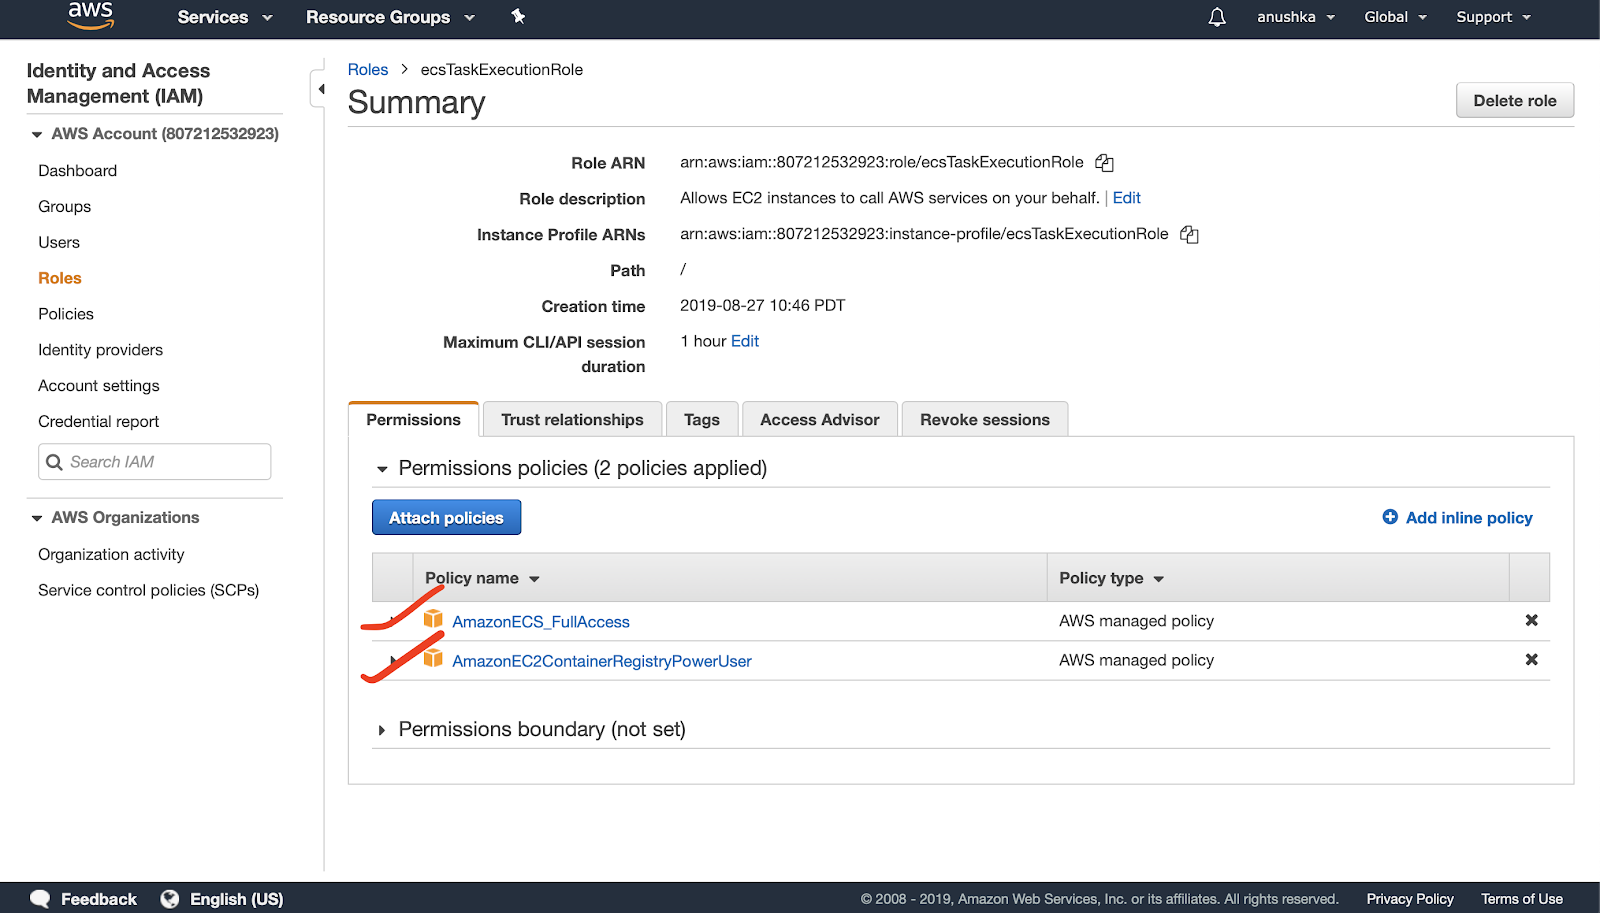 aws Services Resource Groups anushka Global Support
Identity and Access
Management (IAM)
AWS Account (807212532923)
Dashboard
Groups
Users
Roles
Policies
Identity providers
Account settings
Credential report
Search IAM
AWS Organizations
Organization activity
Service control policies (SCPs)
Roles > ecsTaskExecutionRole
Summary
Delete role
Role ARN arn:aws:iam::807212532923:role/ecsTaskExecutionRole
Role description Allows EC2 instances to call AWS services on your behalf. | Edit
Instance Profile ARNs arn:aws:iam::807212532923:instance-profile/ecsTaskExecutionRole
Path /
Creation time 2019-08-27 10:46 PDT
Maximum CLI/API session 1 hour Edit
duration
Permissions Trust relationships Tags Access Advisor Revoke sessions
Permissions policies (2 policies applied)
Attach policies Add inline policy
Policy name Policy type
AmazonECS_FullAccess AWS managed policy
AmazonEC2ContainerRegistryPowerUser AWS managed policy
Permissions boundary (not set)
Feedback English (US) © 2008 - 2019, Amazon Web Services, Inc. or its affiliates. All rights reserved. Privacy Policy Terms of Use